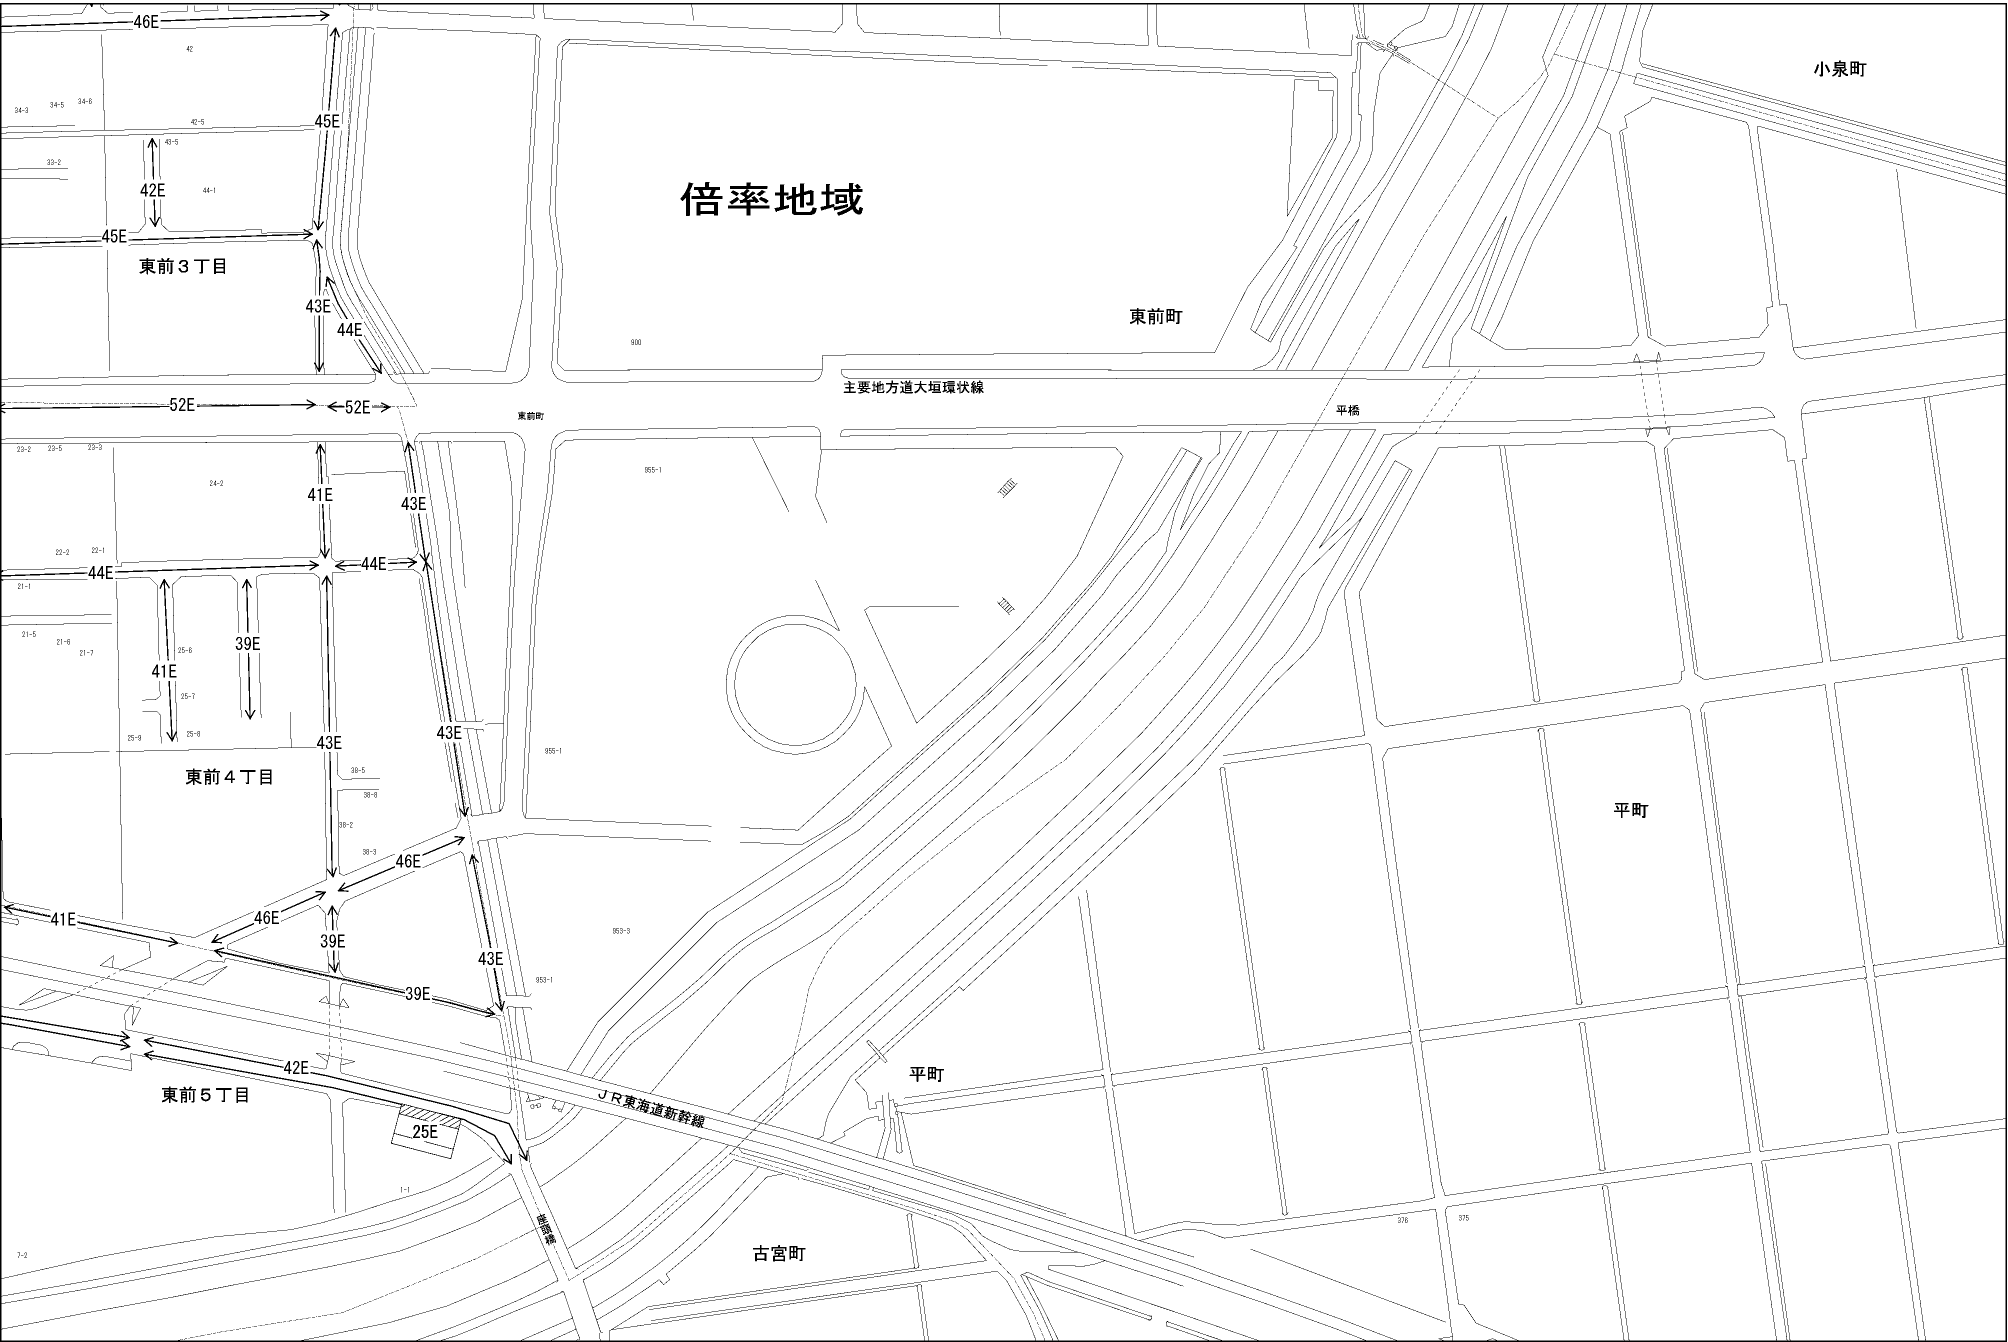 46E
42
小泉町
34-3
34-5
34-6
45E
42-5
43-5
33-2
42E
44-1
倍率地域
45E
東前3丁目
43E
44E
東前町
900
主要地方道大垣環状線
52E
52E
東前町
平橋
23-2
23-5
23-3
24-2
41E
43E
955-1
22-2
22-1
44E
44E
21-1
21-5
21-6
21-7
25-6
39E
41E
25-7
25-9
25-8
43E
43E
955-1
東前4丁目
38-5
38-8
38-2
38-3
平町
46E
41E
46E
39E
953-3
43E
953-1
39E
42E
東前5丁目
平町
JR東海道新幹線
25E
1-1
座頭橋
376
375
7-2
古宮町